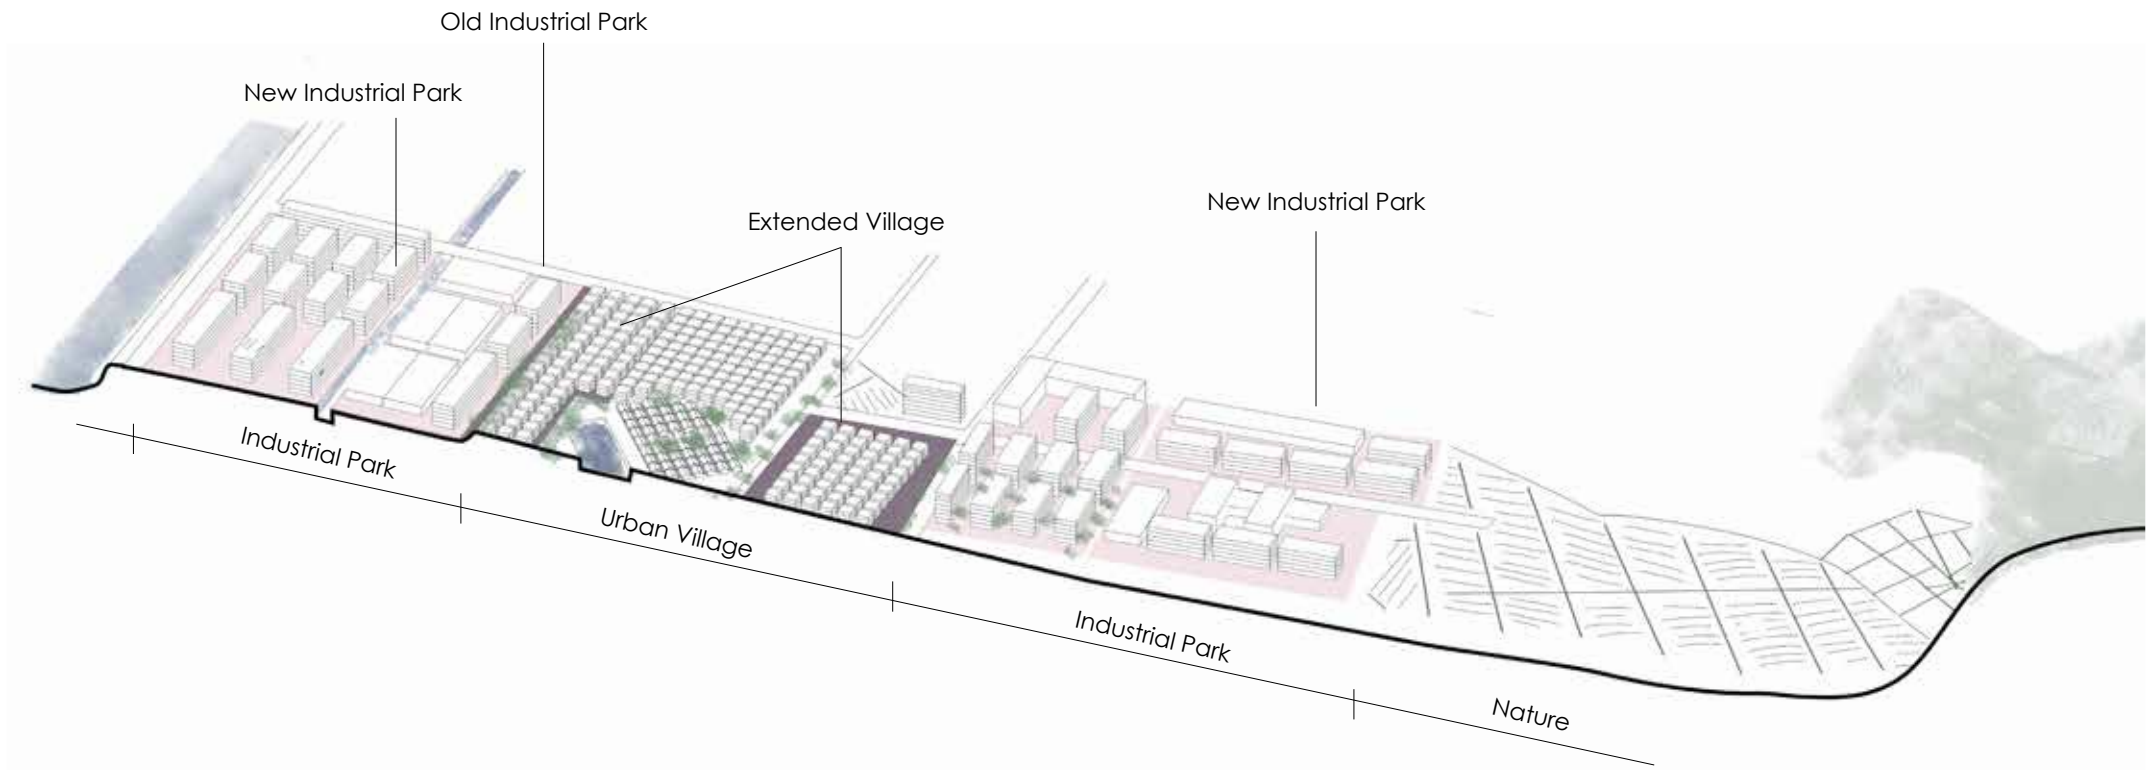 Old Industrial Park
New Industrial Park
New Industrial Park
Extended Village
Industrial Park
Urban Village
Industrial Park
Nature